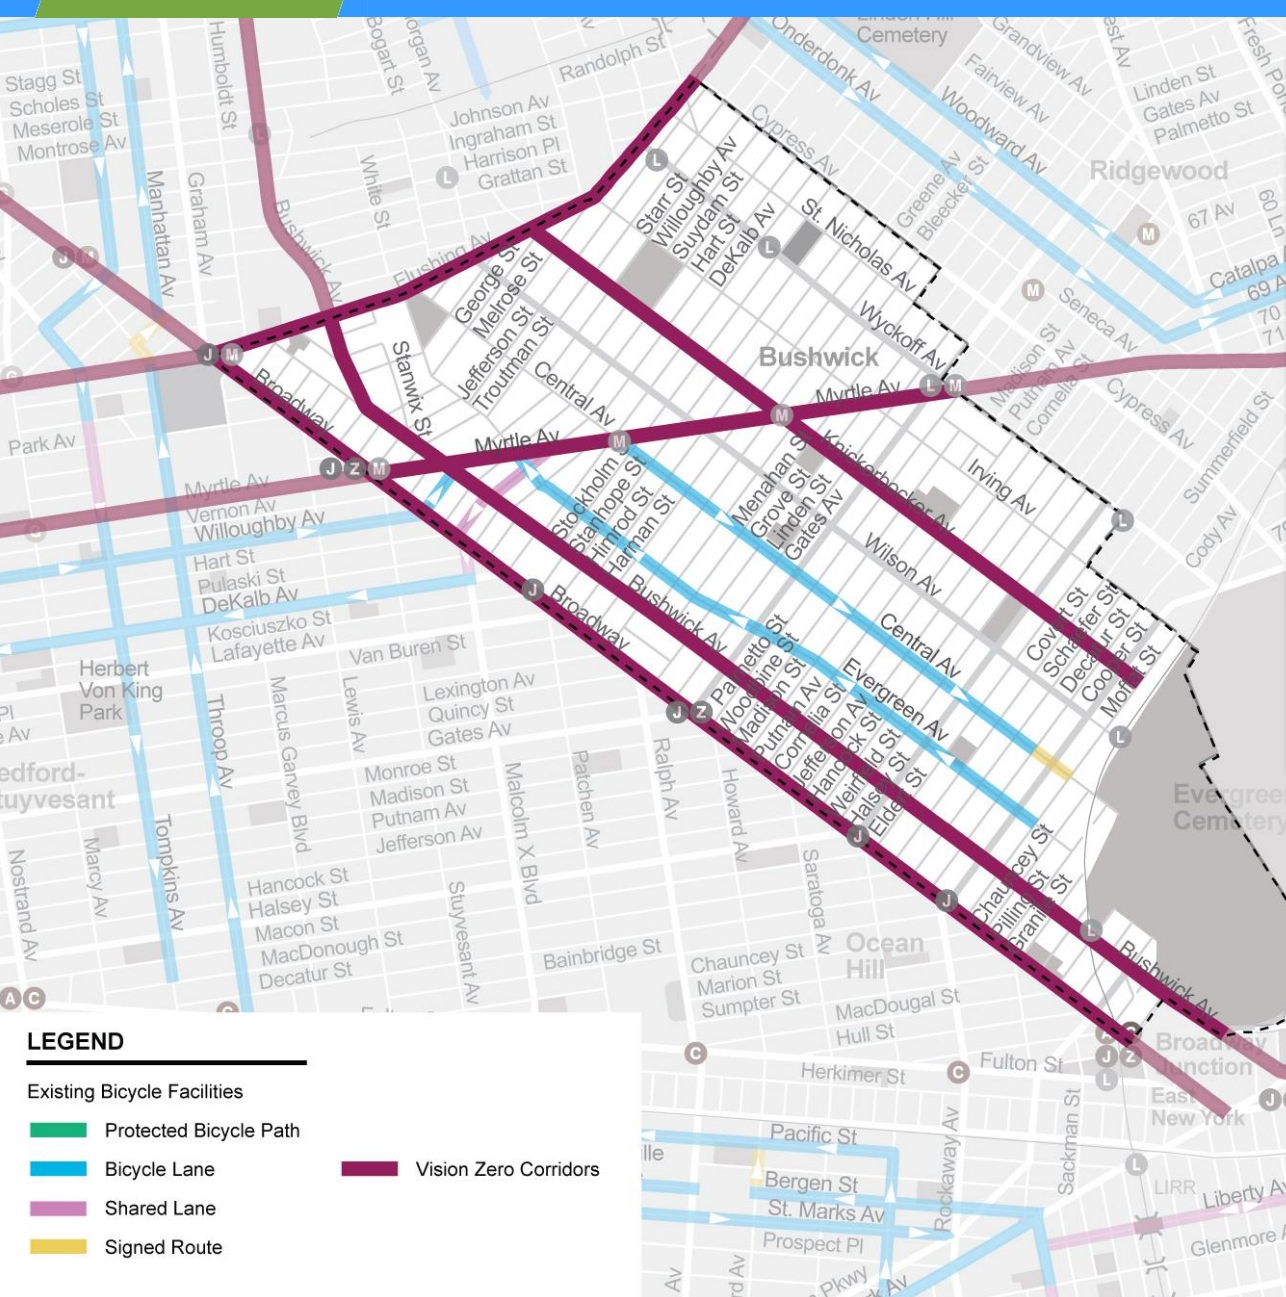 Linden Hill
Cemetery
Onderdonk Av
Grandview Av
Fairview Av
Woodward Av
Linden St
Gates Av
Palmetto St
Ridgewood
67 Av
60 Ln
Catalpa
Greene Av
Bleecker St
Cypress Av
Seneca Av
Madison St
Putnam Av
Cornelia St
Cypress Av
Summerfield St
Cody Av
Stagg St
Scholes St
Meserole St
Montrose Av
Humboldt St
Bogart St
Randolph St
Johnson Av
Ingraham St
Harrison Pl
Grattan St
White St
Manhattan Av
Graham Av
Bushwick Av
Flushing Av
Starr St
Willoughby Av
Suydam St
Hart St
DeKalb Av
St. Nicholas Av
Wyckoff Av
George St
Melrose St
Jefferson St
Troutman St
Stanwix St
Central Av
Bushwick
Myrtle Av
Myrtle Av
Broadway
Knickerbocker Av
Irving Av
Wilson Av
Menahan St
Grove St
Linden St
Gates Av
Stockholm St
Stanhope St
Himrod St
Harman St
Bushwick Av
Broadway
Central Av
Evergreen Av
Covert St
Schaefer St
Decatur St
Cooper St
Moffat St
Palmetto St
Woodbine St
Madison St
Putnam Av
Cornelia St
Jefferson Av
Hancock St
Weirfield St
Halsey St
Eldert St
Chauncey St
Pilling St
Granite St
Bushwick Av
Park Av
Myrtle Av
Vernon Av
Willoughby Av
Hart St
Pulaski St
DeKalb Av
Kosciuszko St
Lafayette Av
Van Buren St
Herbert
Von King
Park
Lexington Av
Quincy St
Gates Av
Monroe St
Madison St
Putnam Av
Jefferson Av
Throop Av
Marcus Garvey Blvd
Lewis Av
Malcolm X Blvd
Patchen Av
Ralph Av
Howard Av
Saratoga Av
Stuyvesant Av
Tompkins Av
Marcy Av
Nostrand Av
Hancock St
Halsey St
Macon St
MacDonough St
Decatur St
Bainbridge St
Chauncey St
Marion St
Sumpter St
Ocean
Hill
MacDougal St
Hull St
Fulton St
Herkimer St
Broadway
Junction
East
New York
Pacific St
Bergen St
St. Marks Av
Prospect Pl
Rockaway Av
Sackman St
LIRR
Liberty Av
Glenmore
Pkwy
LEGEND
Existing Bicycle Facilities
Protected Bicycle Path
Bicycle Lane
Shared Lane
Signed Route
Vision Zero Corridors